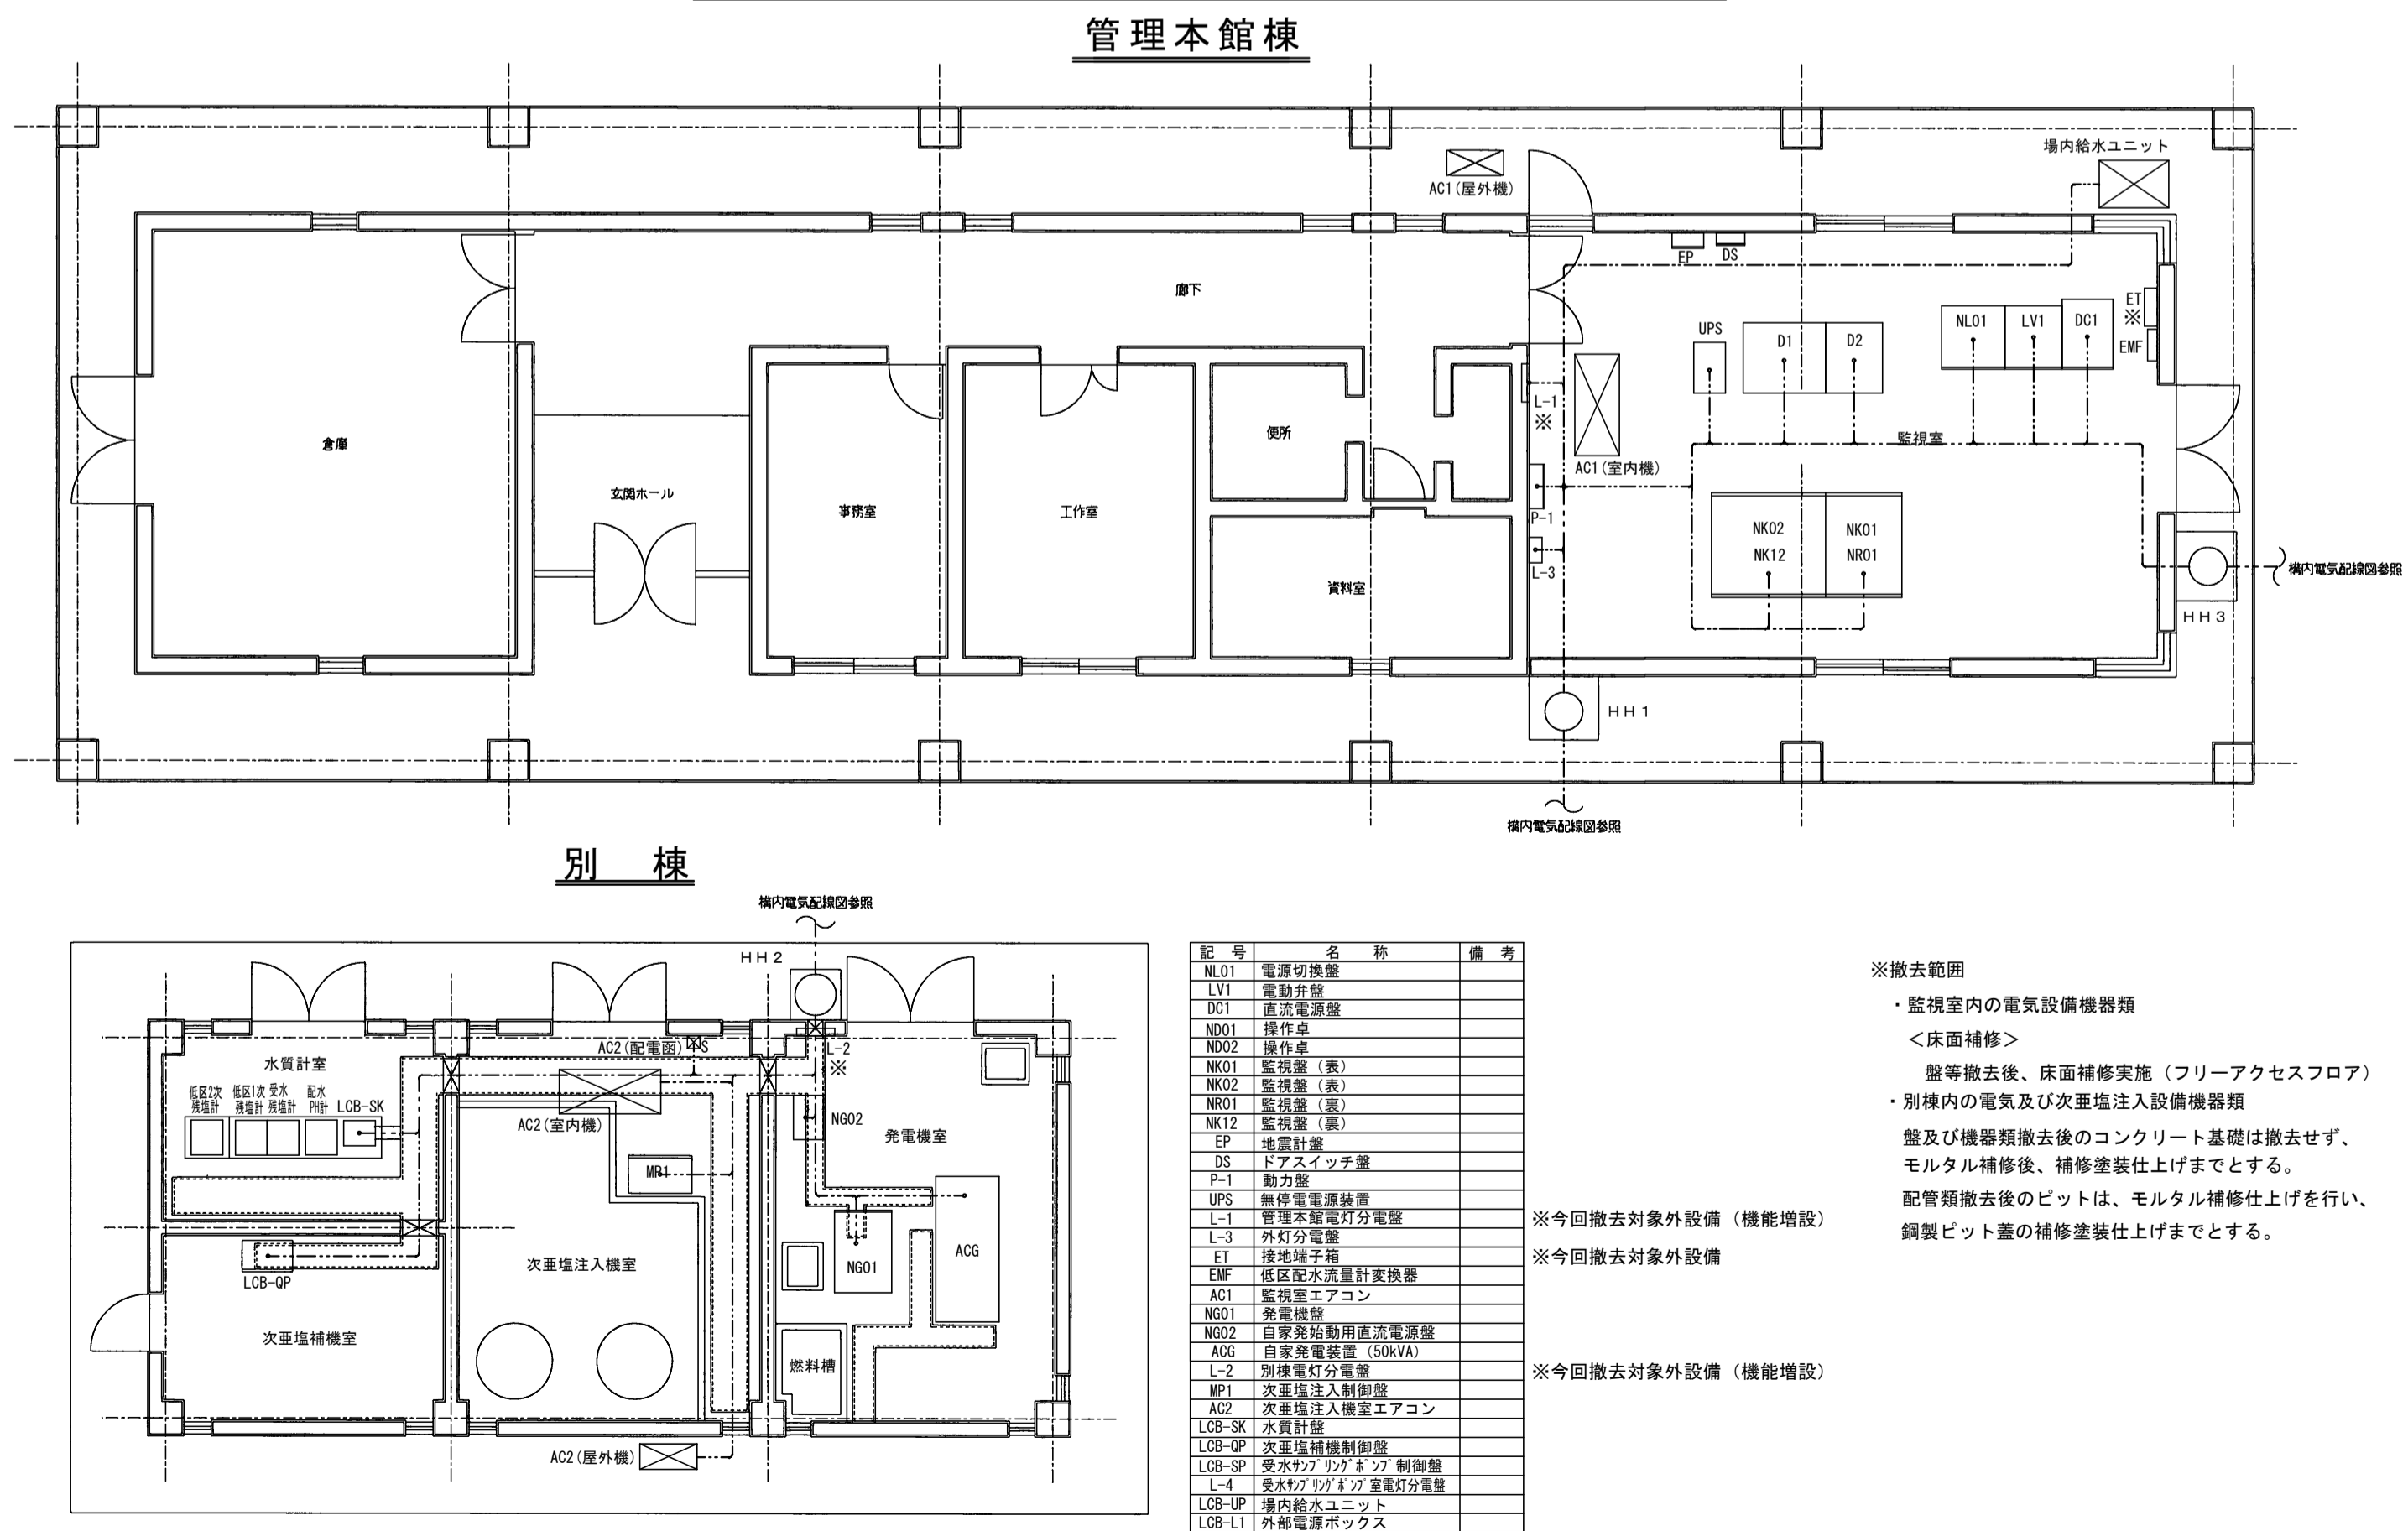 管理本館棟
場内給水ユニット
AC1(屋外機)
EP
DS
廊下
ET
※
EMF
NL01
LV1
DC1
UPS
D1
D2
L-1
※
倉庫
便所
監視室
AC1(室内機)
玄関ホール
事務室
工作室
P-1
NK02
NK12
NK01
NR01
L-3
資料室
構内電気配線図参照
HH3
HH1
構内電気配線図参照
別 棟
構内電気配線図参照
HH2
AC2(配電函)
S
L-2
※
水質計室
低区2次
残塩計
低区1次
残塩計
受水
残塩計
配水
PH計
LCB-SK
AC2(室内機)
NG02
発電機室
MP1
LCB-QP
次亜塩注入機室
NG01
ACG
次亜塩補機室
燃料槽
AC2(屋外機)
記 号 名 称 備 考
NL01 電源切換盤
LV1 電動弁盤
DC1 直流電源盤
ND01 操作卓
ND02 操作卓
NK01 監視盤（表）
NK02 監視盤（表）
NR01 監視盤（裏）
NK12 監視盤（裏）
EP 地震計盤
DS ドアスイッチ盤
P-1 動力盤
UPS 無停電電源装置
L-1 管理本館電灯分電盤 ※今回撤去対象外設備（機能増設）
L-3 外灯分電盤
ET 接地端子箱 ※今回撤去対象外設備
EMF 低区配水流量計変換器
AC1 監視室エアコン
NG01 発電機盤
NG02 自家発始動用直流電源盤
ACG 自家発電装置（50kVA）
L-2 別棟電灯分電盤 ※今回撤去対象外設備（機能増設）
MP1 次亜塩注入制御盤
AC2 次亜塩注入機室エアコン
LCB-SK 水質計盤
LCB-QP 次亜塩補機制御盤
LCB-SP 受水ｻﾝﾌﾟﾘﾝｸﾞﾎﾟﾝﾌﾟ制御盤
L-4 受水ｻﾝﾌﾟﾘﾝｸﾞﾎﾟﾝﾌﾟ室電灯分電盤
LCB-UP 場内給水ユニット
LCB-L1 外部電源ボックス
※撤去範囲
・監視室内の電気設備機器類
＜床面補修＞
盤等撤去後、床面補修実施（フリーアクセスフロア）
・別棟内の電気及び次亜塩注入設備機器類
盤及び機器類撤去後のコンクリート基礎は撤去せず、
モルタル補修後、補修塗装仕上げまでとする。
配管類撤去後のピットは、モルタル補修仕上げを行い、
鋼製ピット蓋の補修塗装仕上げまでとする。